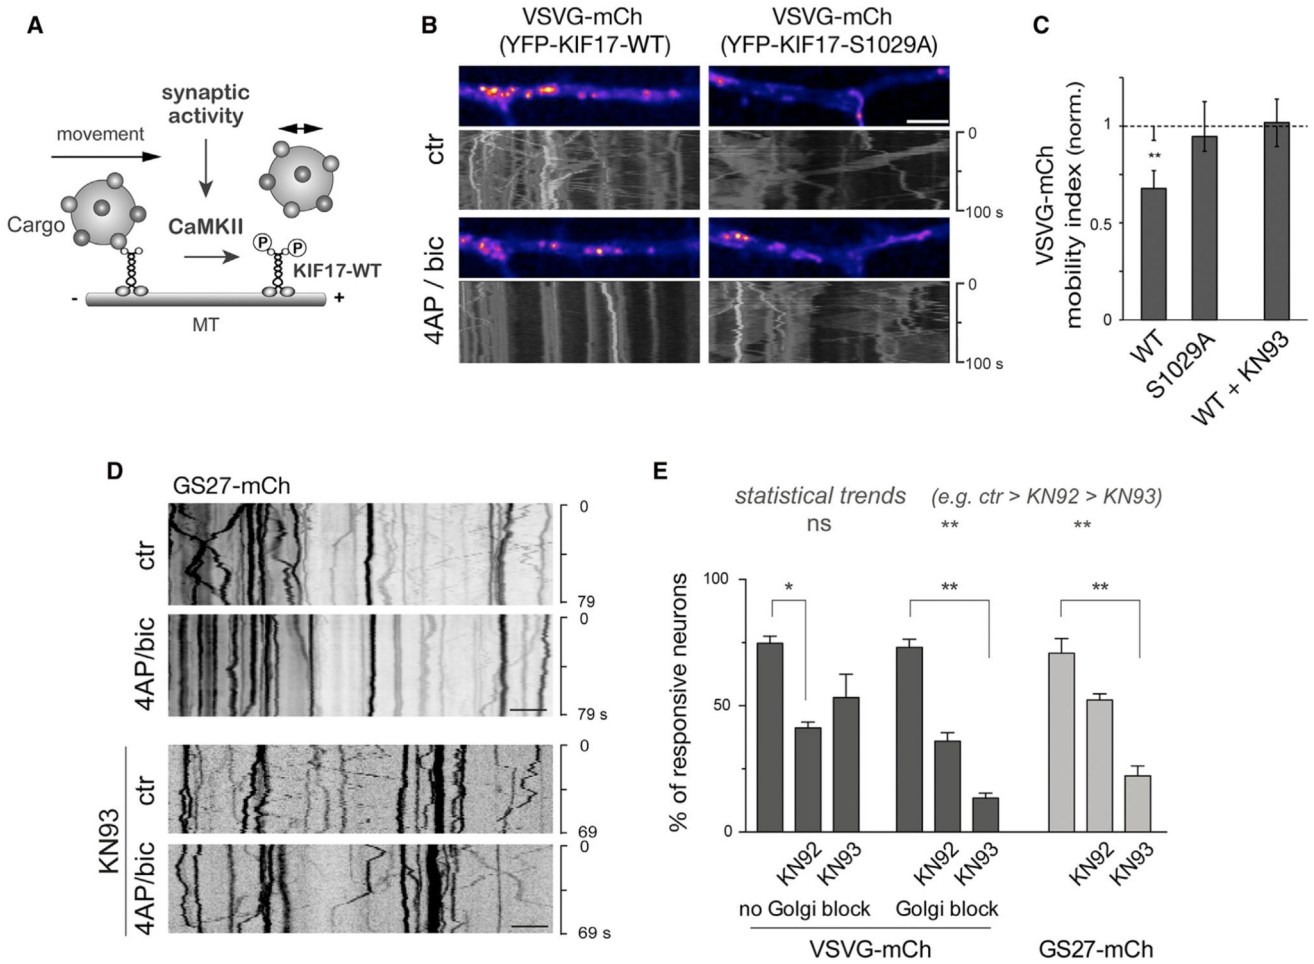 A
synaptic
activity
movement
Cargo
CaMKII
P P
KIF17-WT
- +
MT
B
VSVG-mCh
(YFP-KIF17-WT)
VSVG-mCh
(YFP-KIF17-S1029A)
ctr
0
100 s
4AP / bic
0
100 s
C
VSVG-mCh
mobility index (norm.)
1
0.5
0
**
WT
S1029A
WT + KN93
D
GS27-mCh
ctr
0
79
4AP/bic
0
79 s
KN93
ctr
0
69
4AP/bic
0
69 s
E
statistical trends (e.g. ctr > KN92 > KN93)
ns ** **
% of responsive neurons
100
50
0
* ** **
KN92 KN93 KN92 KN93 KN92 KN93
no Golgi block Golgi block
VSVG-mCh GS27-mCh